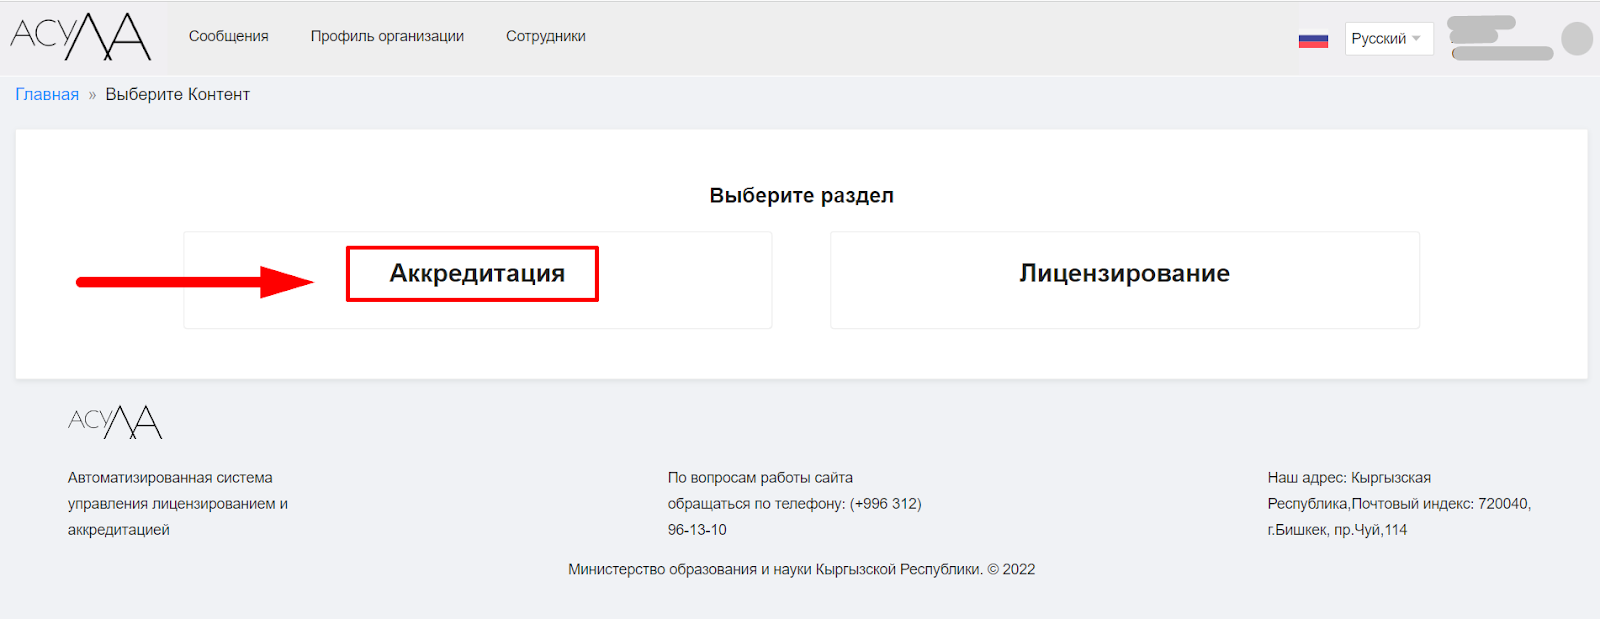 АСУЛА
Сообщения
Профиль организации
Сотрудники
Русский
Главная » Выберите Контент
Выберите раздел
Аккредитация
Лицензирование
АСУЛА
Автоматизированная система
управления лицензированием и
аккредитацией
По вопросам работы сайта
обращаться по телефону: (+996 312)
96-13-10
Наш адрес: Кыргызская
Республика,Почтовый индекс: 720040,
г.Бишкек, пр.Чуй,114
Министерство образования и науки Кыргызской Республики. © 2022